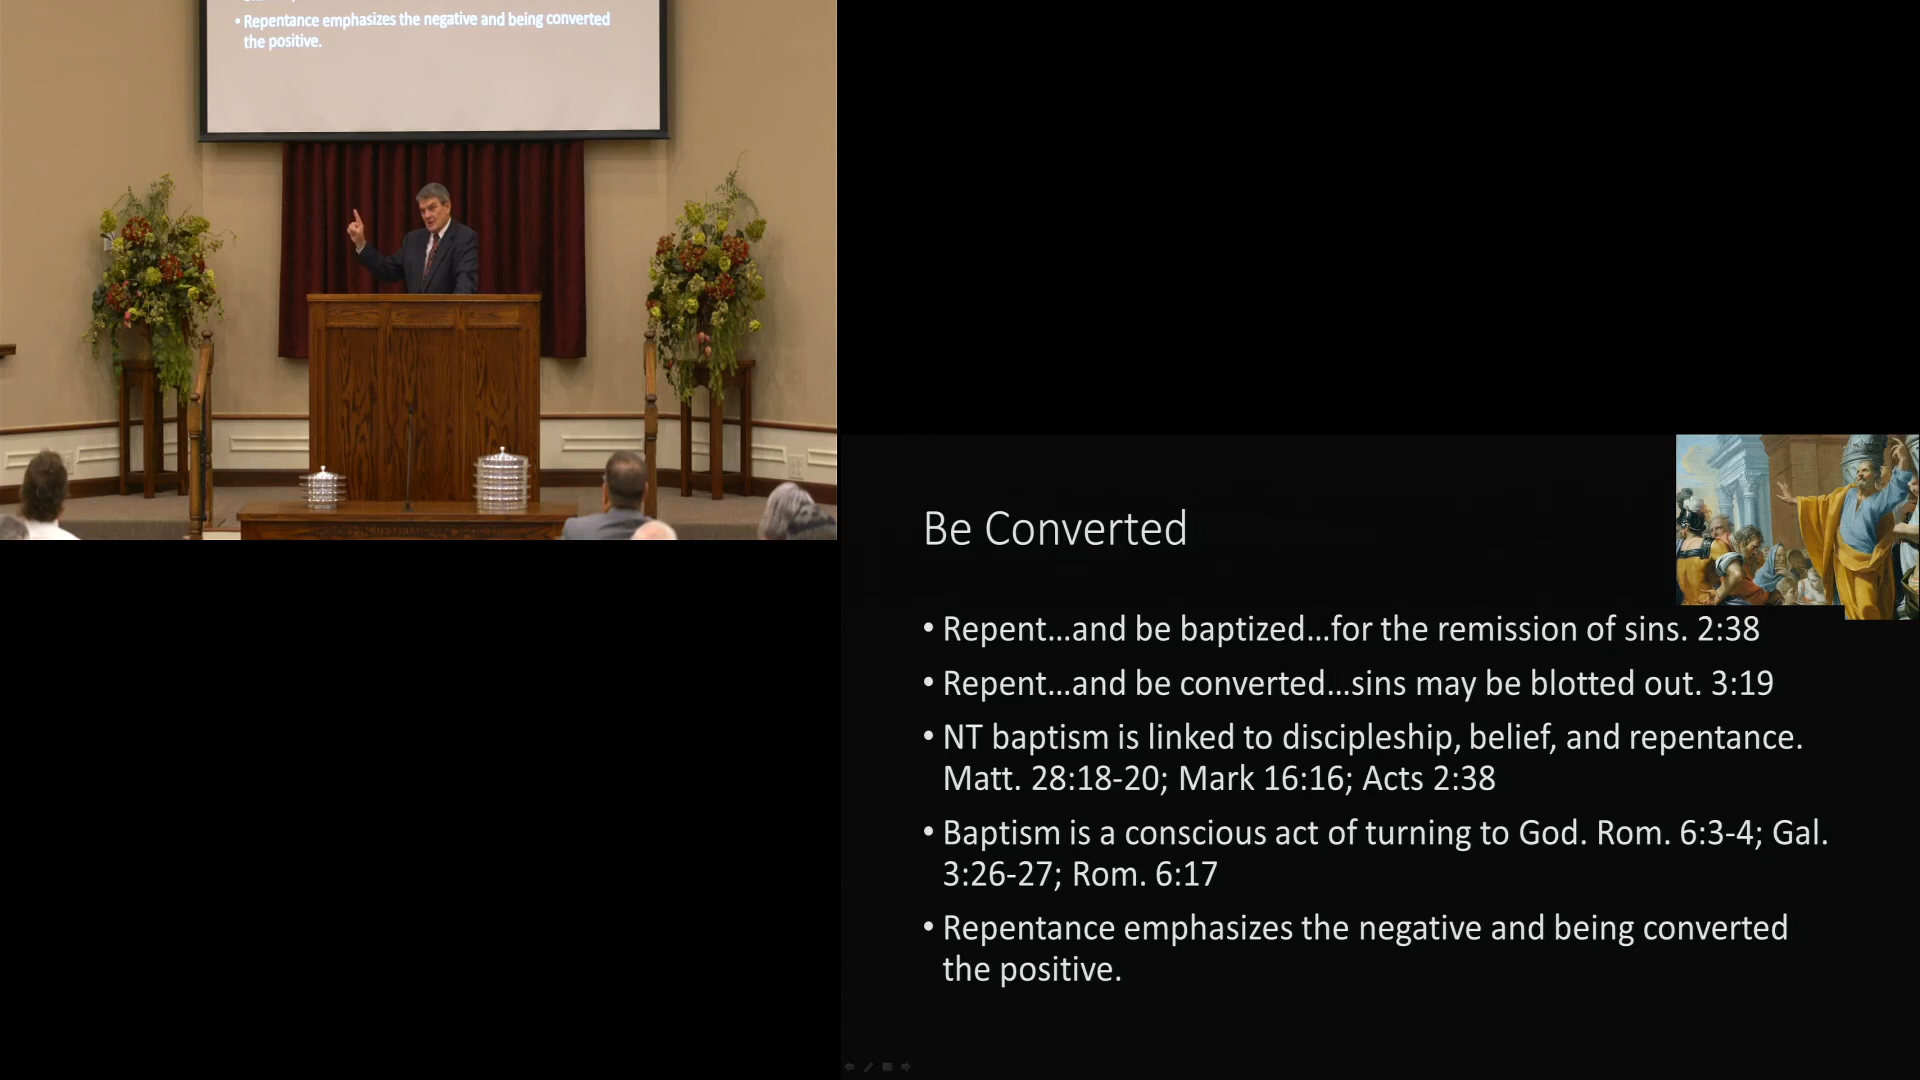 • Repentance emphasizes the negative and being converted
the positive.
Be Converted
• Repent...and be baptized...for the remission of sins. 2:38
• Repent...and be converted...sins may be blotted out. 3:19
• NT baptism is linked to discipleship, belief, and repentance.
Matt. 28:18-20; Mark 16:16; Acts 2:38
• Baptism is a conscious act of turning to God. Rom. 6:3-4; Gal.
3:26-27; Rom. 6:17
• Repentance emphasizes the negative and being converted
the positive.